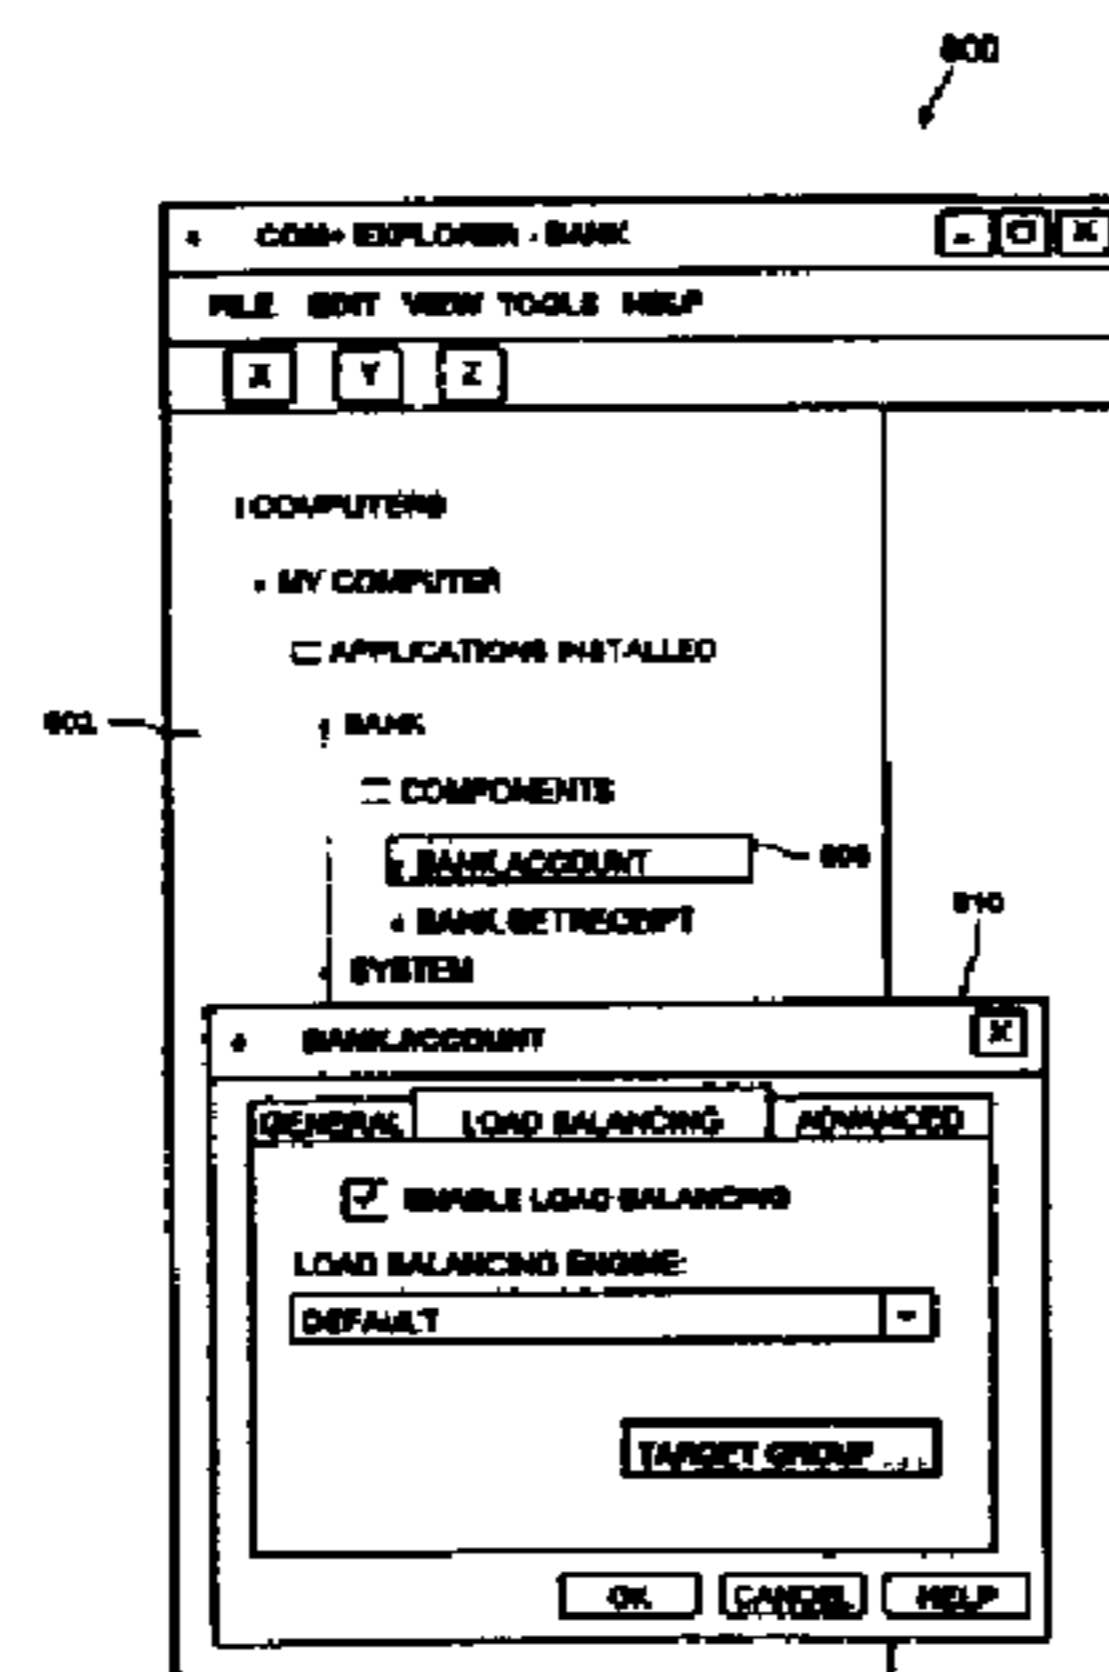 800
COM+ EXPLORER - BANK
FILE EDIT VIEW TOOLS HELP
X Y Z
COMPUTERS
MY COMPUTER
APPLICATIONS INSTALLED
802 BANK
COMPONENTS
BANK.ACCOUNT
BANK.GETRECEIPT
810
SYSTEM
BANK.ACCOUNT
GENERAL LOAD BALANCING ADVANCED
ENABLE LOAD BALANCING
LOAD BALANCING ENGINE:
DEFAULT
TARGET GROUP ...
OK CANCEL HELP